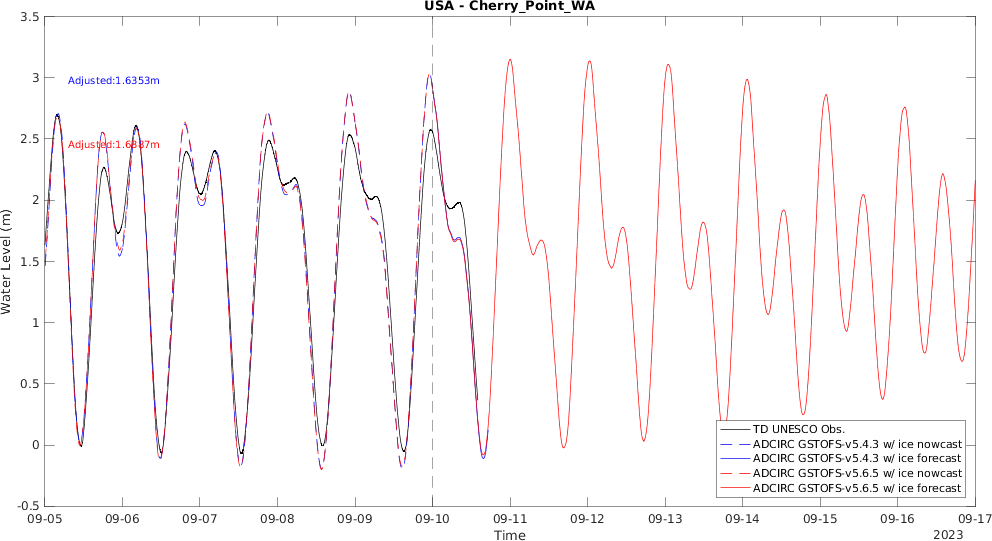 USA - Cherry_Point_WA
3.5
3
2.5
2
1.5
1
0.5
0
-0.5
Water Level (m)
Adjusted:1.6353m
Adjusted:1.6387m
TD UNESCO Obs.
ADCIRC GSTOFS-v5.4.3 w/ ice nowcast
ADCIRC GSTOFS-v5.4.3 w/ ice forecast
ADCIRC GSTOFS-v5.6.5 w/ ice nowcast
ADCIRC GSTOFS-v5.6.5 w/ ice forecast
09-05 09-06 09-07 09-08 09-09 09-10 09-11 09-12 09-13 09-14 09-15 09-16 09-17
Time
2023